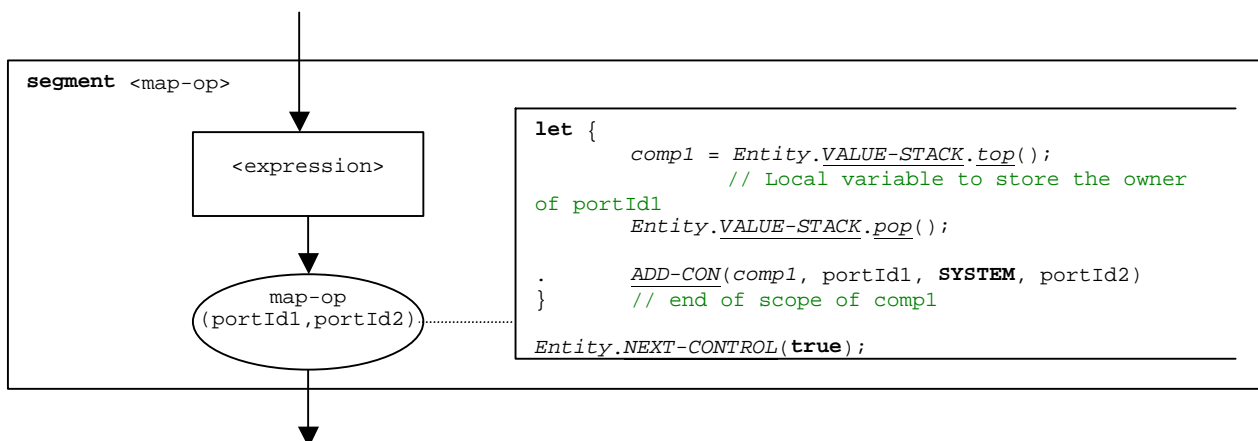 segment <map-op>
<expression>
map-op
(portId1,portId2)
let {
comp1 = Entity.VALUE-STACK.top();
// Local variable to store the owner
of portId1
Entity.VALUE-STACK.pop();
. ADD-CON(comp1, portId1, SYSTEM, portId2)
} // end of scope of comp1
Entity.NEXT-CONTROL(true);